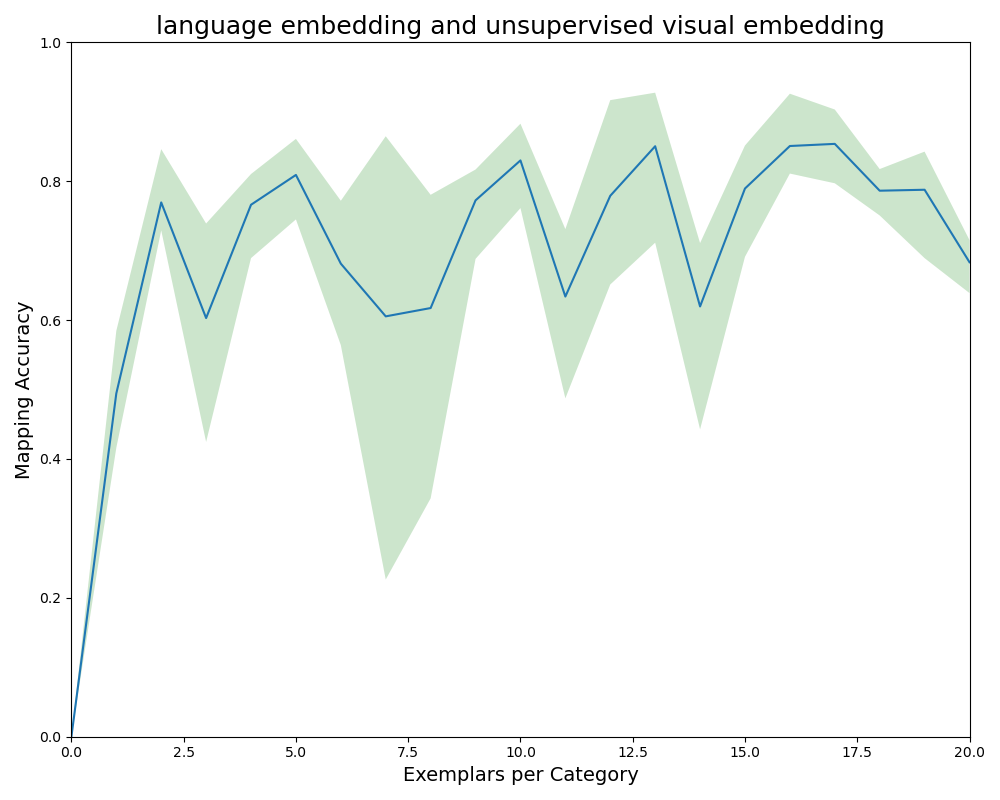 language embedding and unsupervised visual embedding
1.0
0.8
0.6
0.4
0.2
0.0
Mapping Accuracy
0.0 2.5 5.0 7.5 10.0 12.5 15.0 17.5 20.0
Exemplars per Category